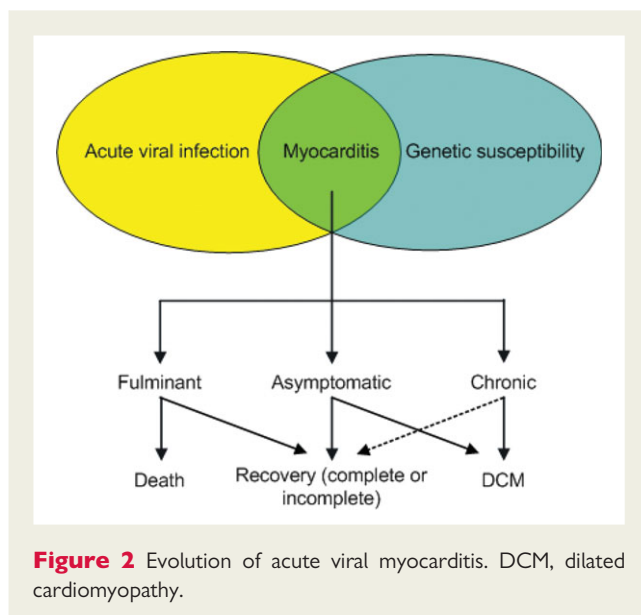 Acute viral infection Myocarditis Genetic susceptibility
Fulminant Asymptomatic Chronic
Death Recovery (complete or incomplete) DCM
Figure 2 Evolution of acute viral myocarditis. DCM, dilated
cardiomyopathy.